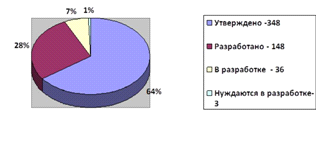 7%
1%
28%
64%
Утверждено -348
Разработано - 148
В разработке - 36
Нуждаются в разработке-
3